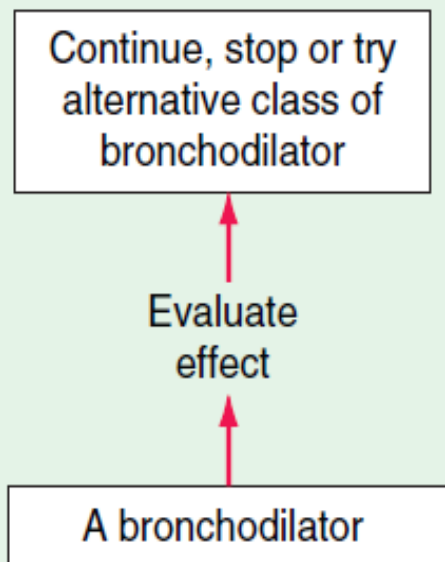 Continue, stop or try
alternative class of
bronchodilator
Evaluate
effect
A bronchodilator